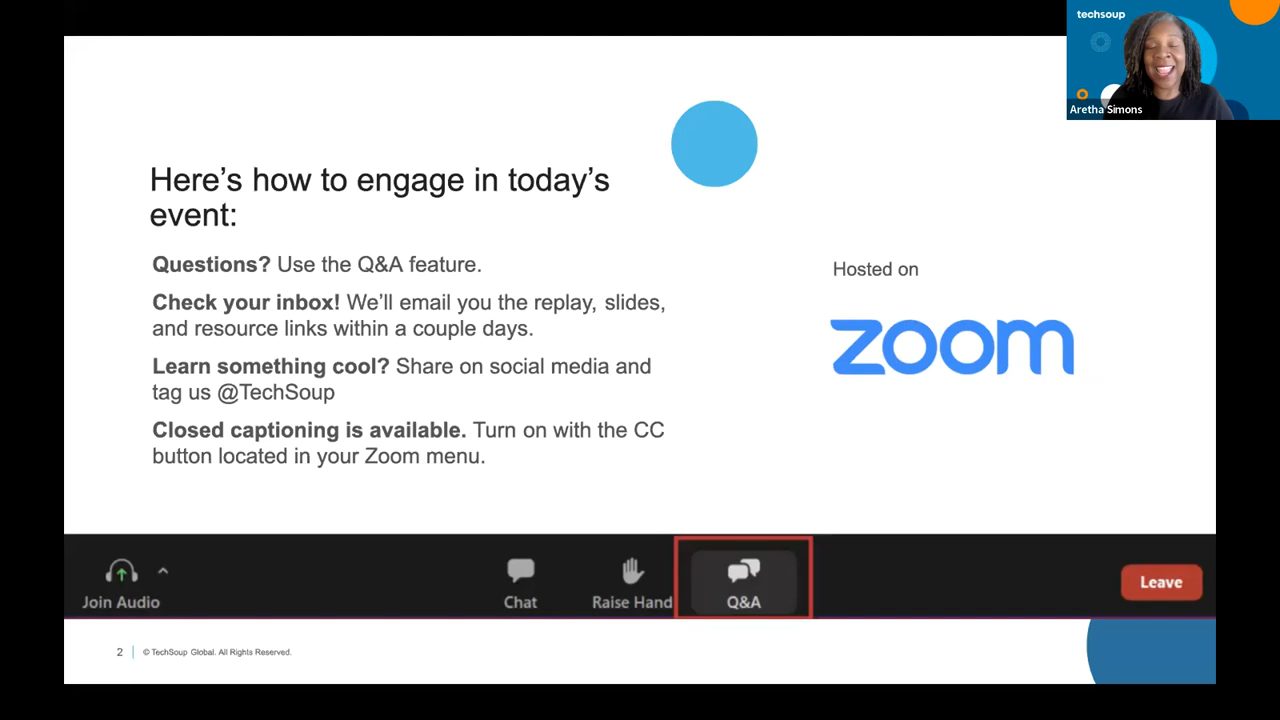 techsoup
Aretha Simons
Here's how to engage in today's
event:
Questions? Use the Q&A feature.
Check your inbox! We'll email you the replay, slides,
and resource links within a couple days.
Learn something cool? Share on social media and
tag us @TechSoup
Closed captioning is available. Turn on with the CC
button located in your Zoom menu.
Hosted on
zoom
Join Audio
Chat
Raise Hand
Q&A
Leave
2
© TechSoup Global. All Rights Reserved.